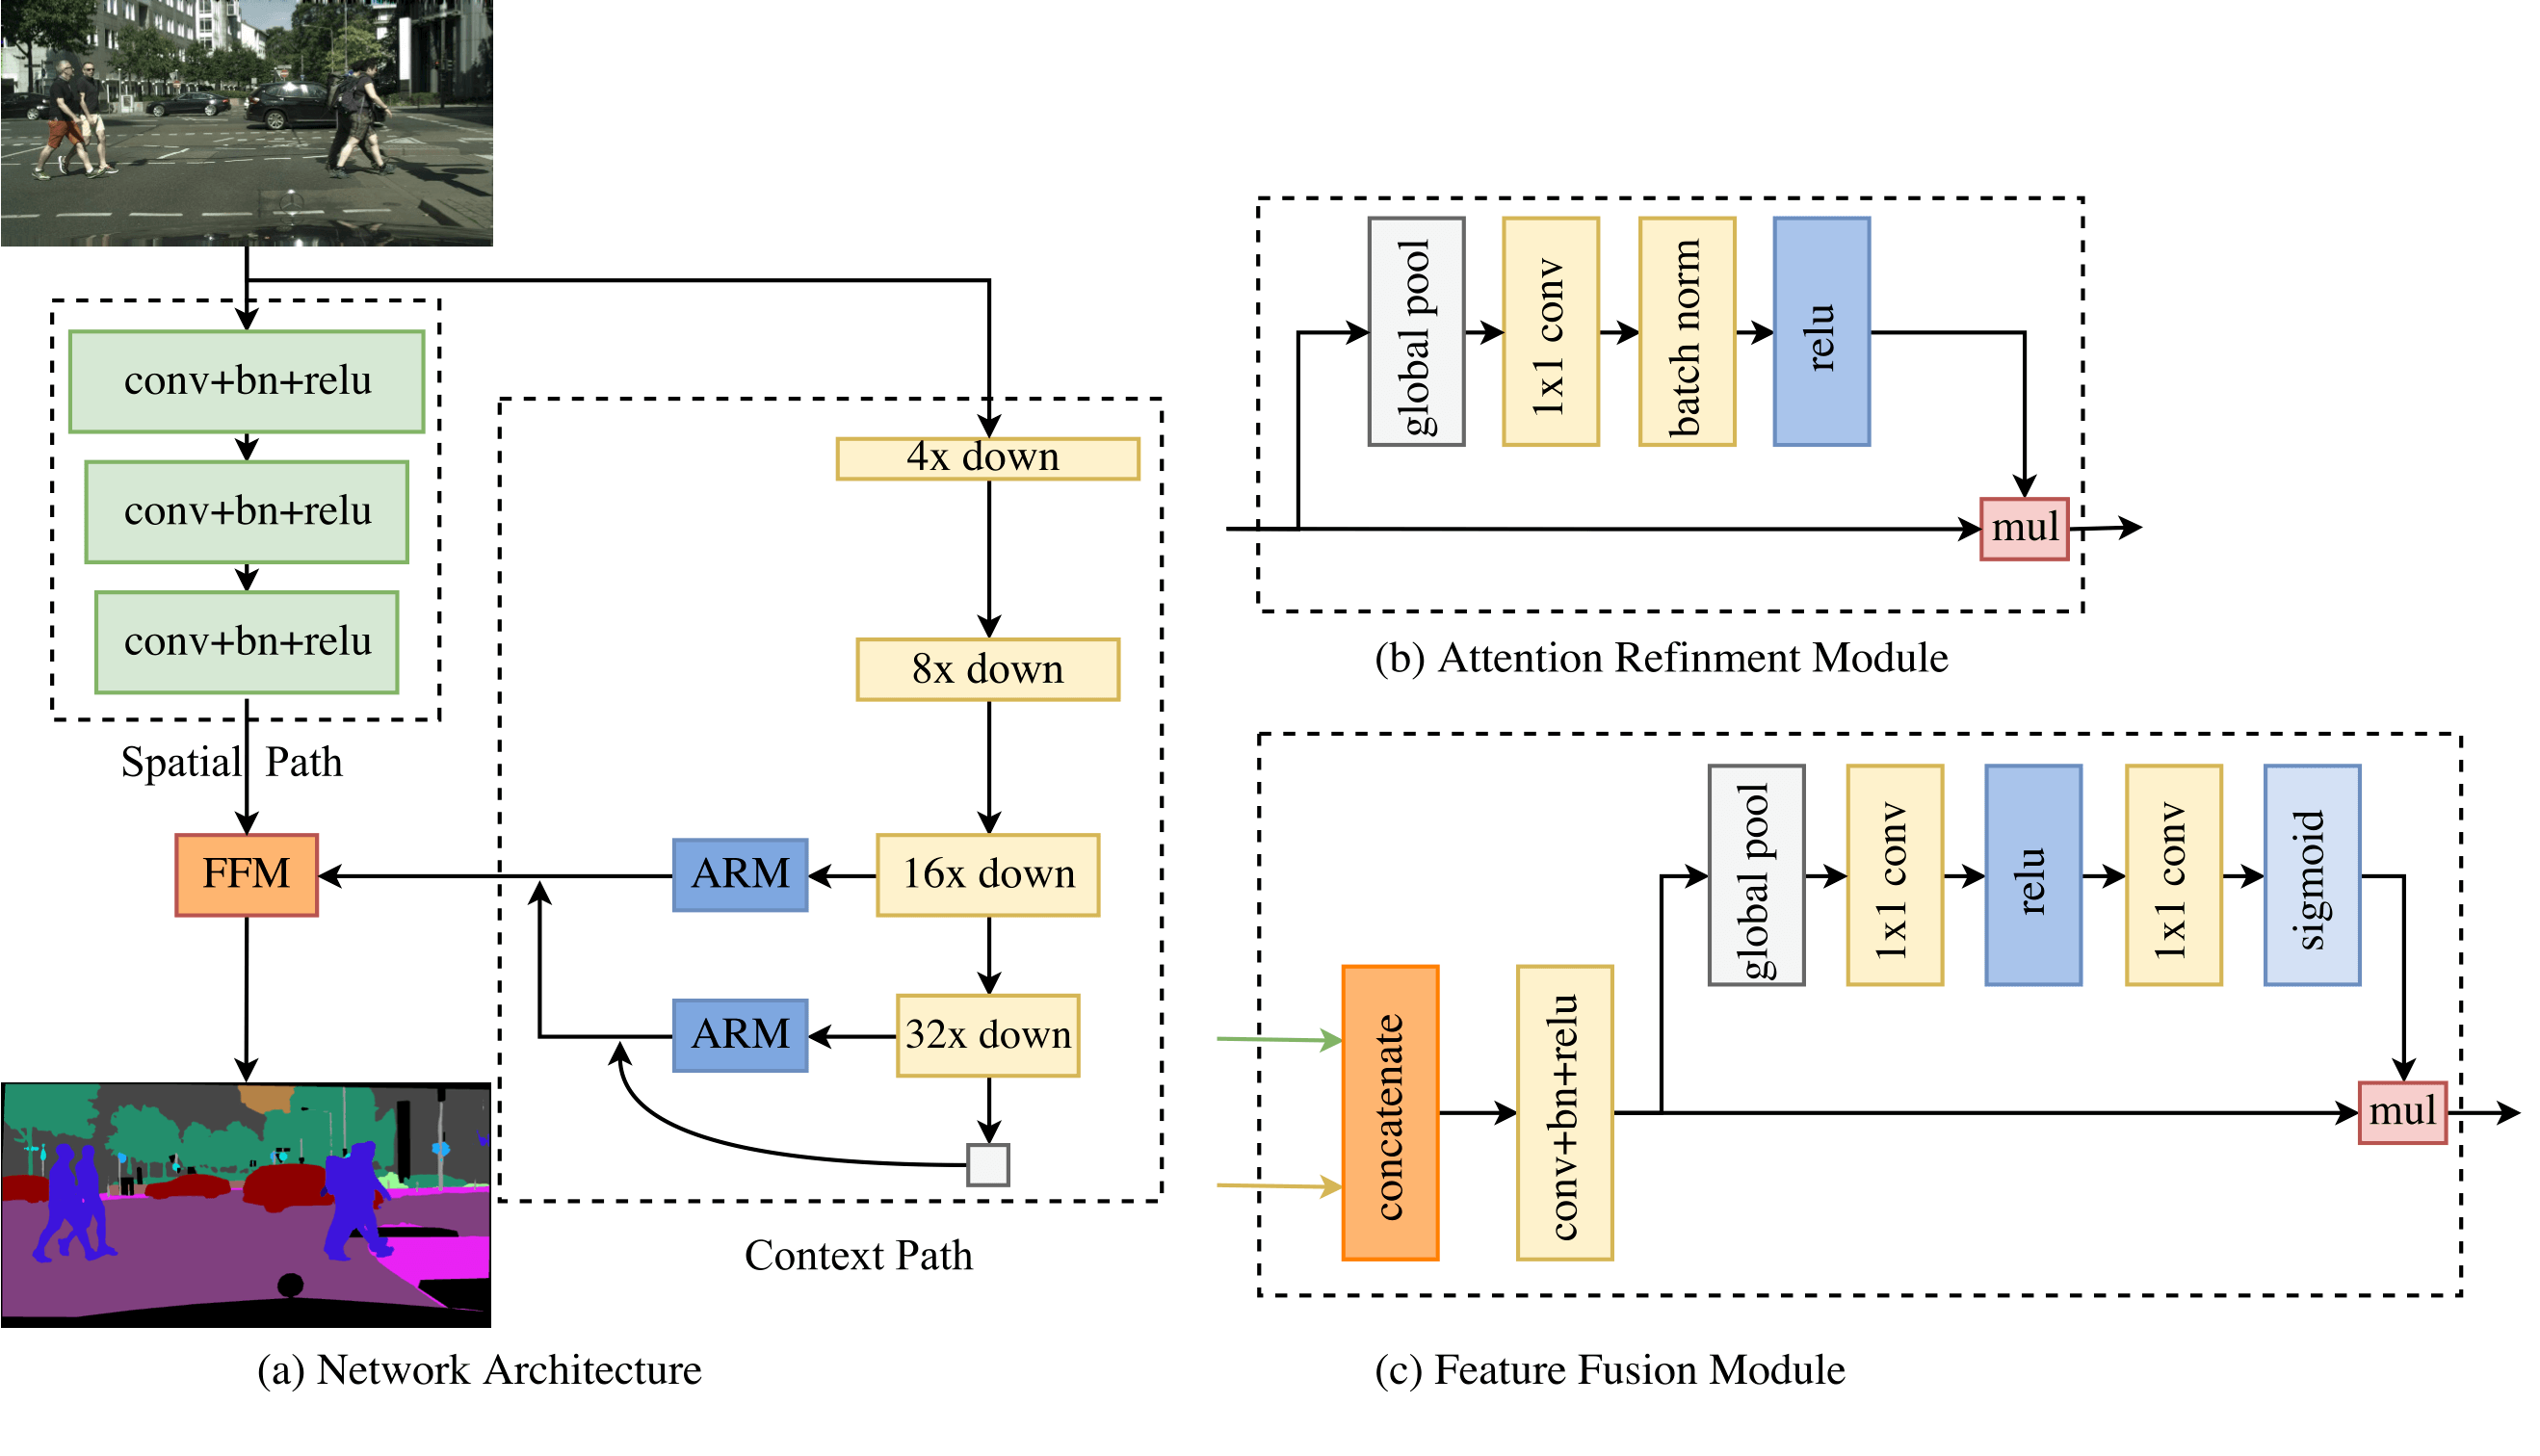 conv+bn+relu
conv+bn+relu
conv+bn+relu
Spatial Path
FFM
4x down
8x down
16x down
ARM
32x down
ARM
Context Path
(a) Network Architecture
global pool
1x1 conv
batch norm
relu
mul
(b) Attention Refinment Module
concatenate
conv+bn+relu
global pool
1x1 conv
relu
1x1 conv
sigmoid
mul
(c) Feature Fusion Module